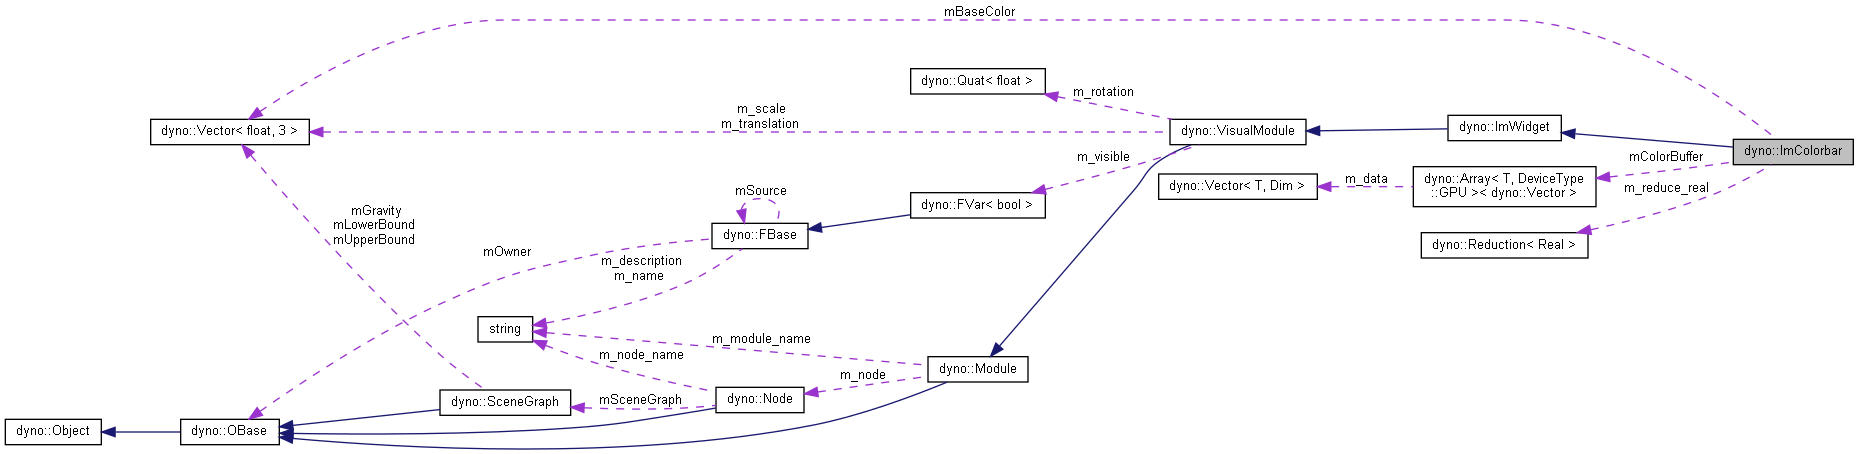 mBaseColor
dyno::Quat< float >
m_rotation
m_scale
m_translation
dyno::Vector< float, 3 >
dyno::VisualModule
dyno::ImWidget
dyno::ImColorbar
m_visible
mColorBuffer
dyno::Vector< T, Dim >
m_data
dyno::Array< T, DeviceType
::GPU >< dyno::Vector >
m_reduce_real
mSource
dyno::FVar< bool >
mGravity
mLowerBound
mUpperBound
dyno::FBase
dyno::Reduction< Real >
mOwner
m_description
m_name
string
m_module_name
m_node_name
dyno::Module
m_node
dyno::SceneGraph
mSceneGraph
dyno::Node
dyno::Object
dyno::OBase